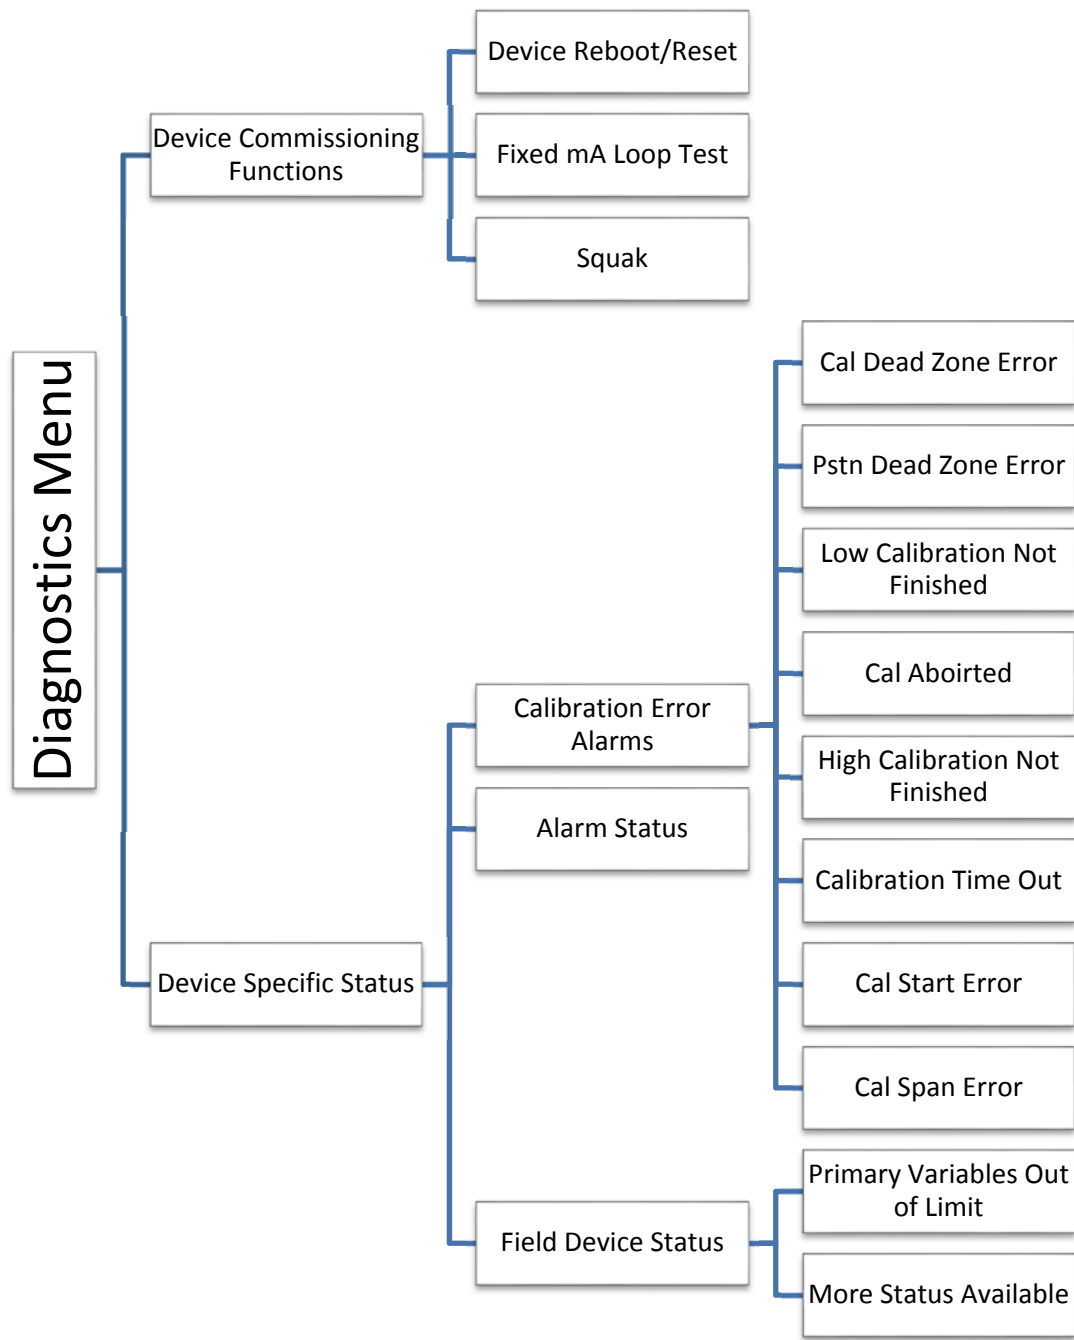 Diagnostics Menu
Device Commissioning
Functions
Device Reboot/Reset
Fixed mA Loop Test
Squak
Device Specific Status
Calibration Error
Alarms
Cal Dead Zone Error
Pstn Dead Zone Error
Low Calibration Not
Finished
Cal Aboirted
High Calibration Not
Finished
Calibration Time Out
Cal Start Error
Cal Span Error
Alarm Status
Field Device Status
Primary Variables Out
of Limit
More Status Available